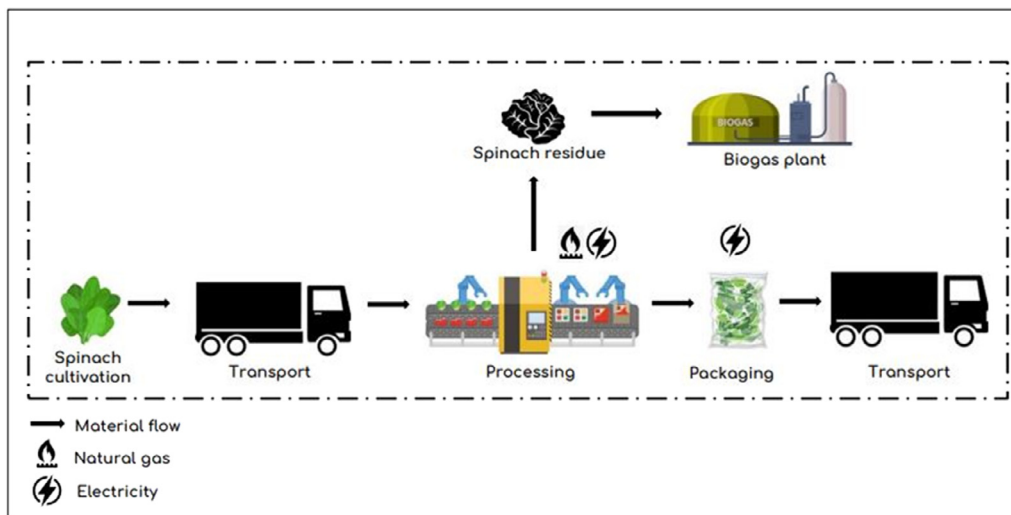 Spinach residue
BIOGAS
Biogas plant
Spinach
cultivation
Transport
Processing
Packaging
Transport
Material flow
Natural gas
Electricity